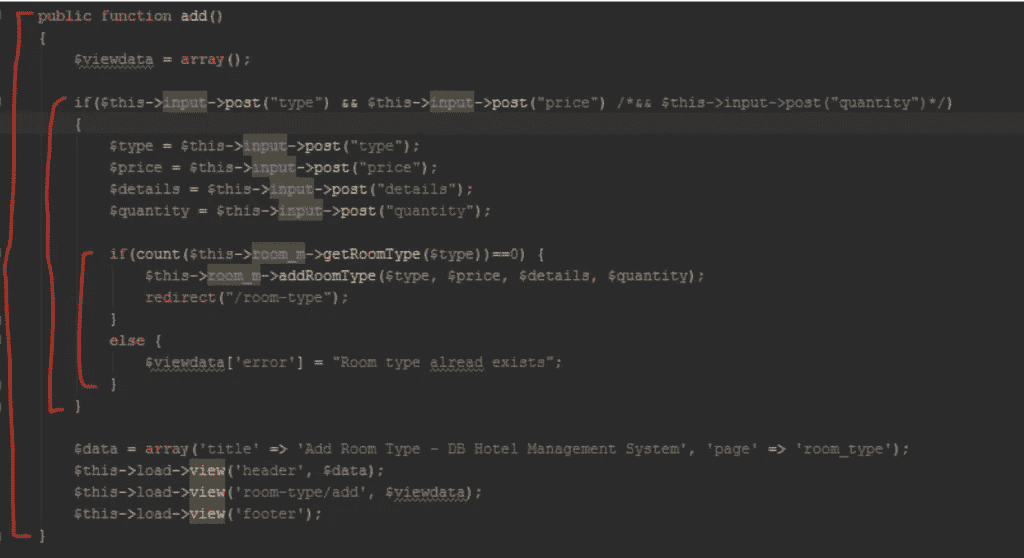 public function add()
{
$viewdata = array();
if($this->input->post("type") && $this->input->post("price") /*&& $this->input->post("quantity")*/)
{
$type = $this->input->post("type");
$price = $this->input->post("price");
$details = $this->input->post("details");
$quantity = $this->input->post("quantity");
if(count($this->room_m->getRoomType($type))==0) {
$this->room_m->addRoomType($type, $price, $details, $quantity);
redirect("/room-type");
}
else {
$viewdata['error'] = "Room type alread exists";
}
}
$data = array('title' => 'Add Room Type - DB Hotel Management System', 'page' => 'room_type');
$this->load->view('header', $data);
$this->load->view('room-type/add', $viewdata);
$this->load->view('footer');
}